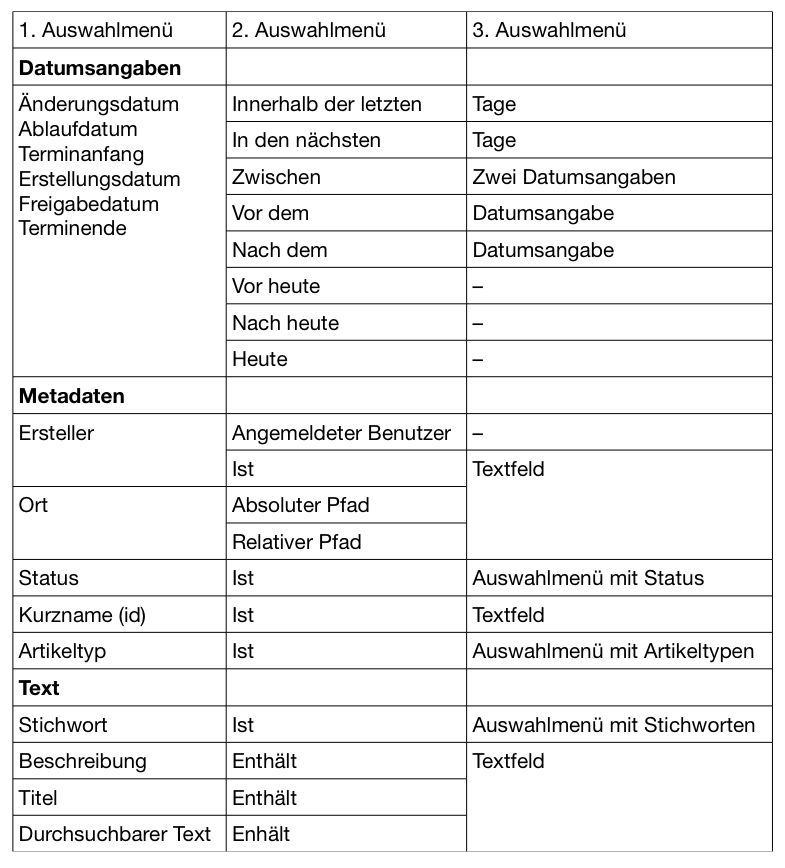 1. Auswahlmenü 2. Auswahlmenü 3. Auswahlmenü
Datumsangaben
Änderungsdatum Innerhalb der letzten Tage
Ablaufdatum
In den nächsten Tage
Terminanfang
Erstellungsdatum Zwischen Zwei Datumsangaben
Freigabedatum Vor dem Datumsangabe
Terminende
Nach dem Datumsangabe
Vor heute –
Nach heute –
Heute –
Metadaten
Ersteller Angemeldeter Benutzer –
Ist Textfeld
Ort Absoluter Pfad
Relativer Pfad
Status Ist Auswahlmenü mit Status
Kurzname (id) Ist Textfeld
Artikeltyp Ist Auswahlmenü mit Artikeltypen
Text
Stichwort Ist Auswahlmenü mit Stichworten
Beschreibung Enthält Textfeld
Titel Enthält
Durchsuchbarer Text Enhält